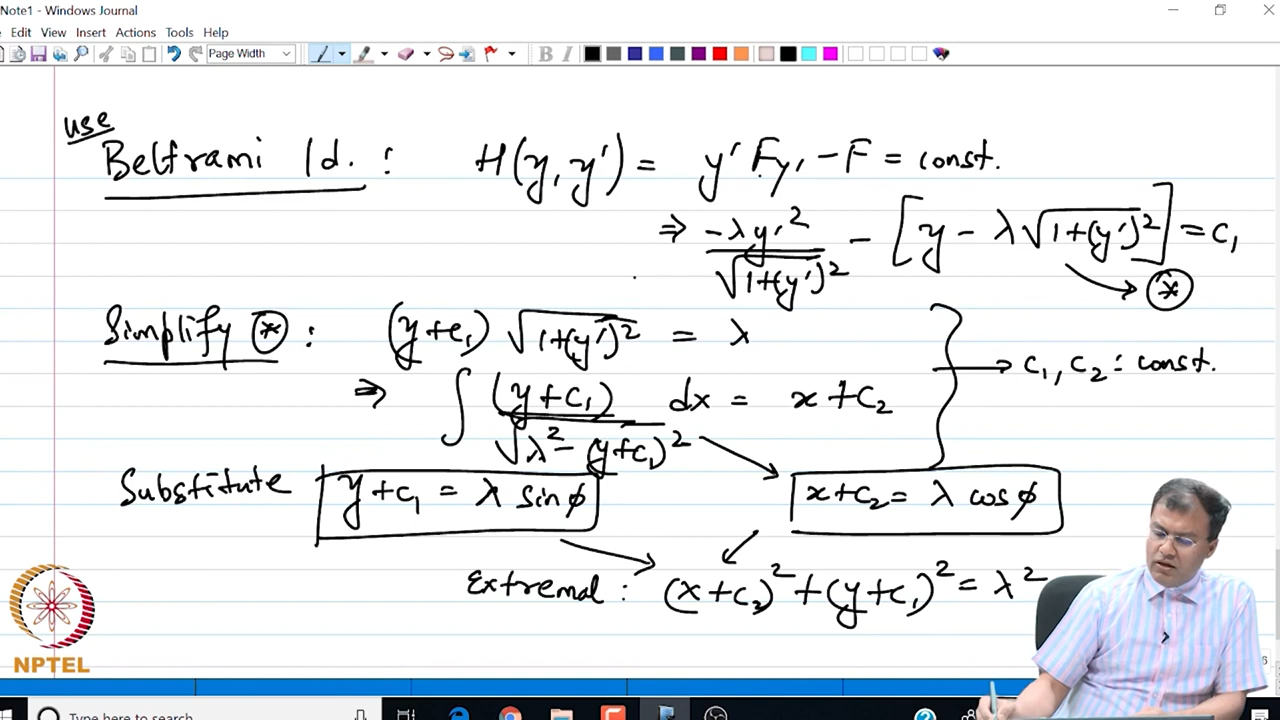 Note1 - Windows Journal
Edit View Insert Actions Tools Help
Page Width
B I
use
Beltrami Id. : H(y, y') = y' Fy' - F = const.
⇒ -λy'² / √1+(y')² - [y - λ√1+(y')²] = c₁
→ ⊛
Simplify ⊛ : (y+c₁) √1+(y')² = λ
→ c₁, c₂ : const.
⇒ ∫ (y+c₁) / √λ²-(y+c₁)² dx = x+c₂
Substitute y+c₁ = λ sinϕ x+c₂ = λ cosϕ
Extremal : (x+c₂)² + (y+c₁)² = λ²
NPTEL
Type here to search